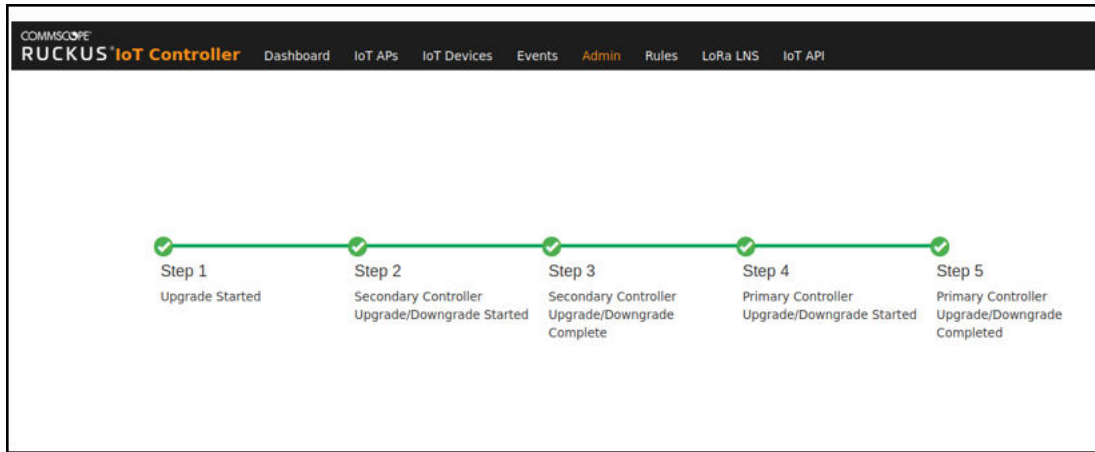 COMMSCOPE
RUCKUS® IoT Controller Dashboard IoT APs IoT Devices Events Admin Rules LoRa LNS IoT API
Step 1
Upgrade Started
Step 2
Secondary Controller
Upgrade/Downgrade Started
Step 3
Secondary Controller
Upgrade/Downgrade
Complete
Step 4
Primary Controller
Upgrade/Downgrade Started
Step 5
Primary Controller
Upgrade/Downgrade
Completed